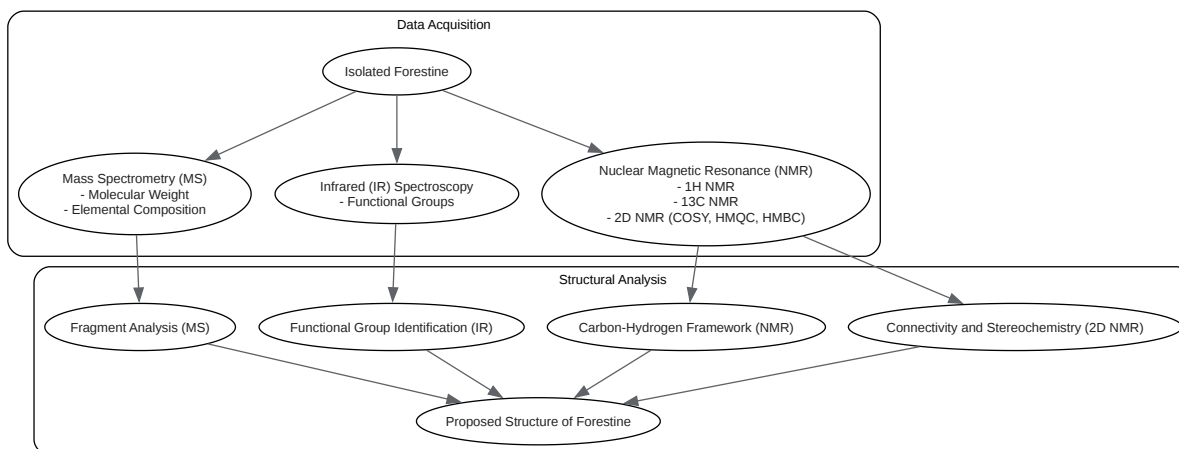 Data Acquisition
Isolated Forestine
Mass Spectrometry (MS)
- Molecular Weight
- Elemental Composition
Infrared (IR) Spectroscopy
- Functional Groups
Nuclear Magnetic Resonance (NMR)
- 1H NMR
- 13C NMR
- 2D NMR (COSY, HMQC, HMBC)
Structural Analysis
Fragment Analysis (MS)
Functional Group Identification (IR)
Carbon-Hydrogen Framework (NMR)
Connectivity and Stereochemistry (2D NMR)
Proposed Structure of Forestine